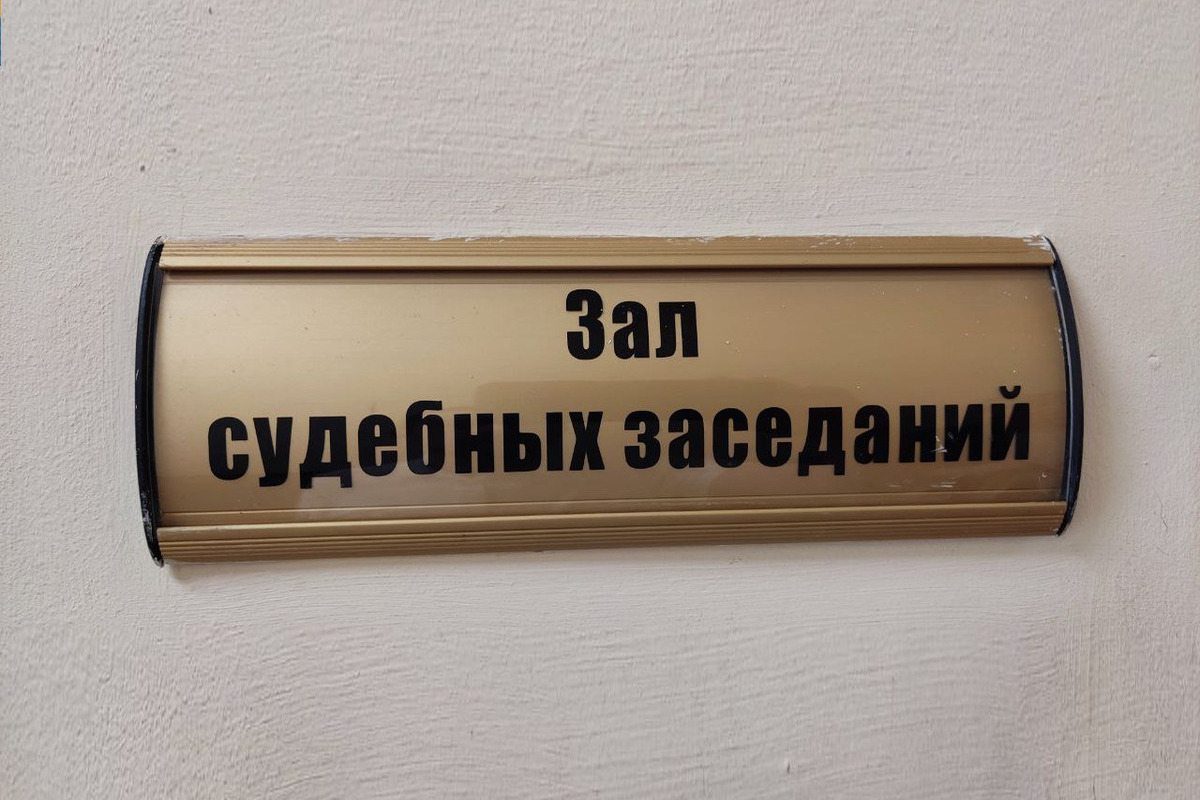 Зал
судебных заседаний